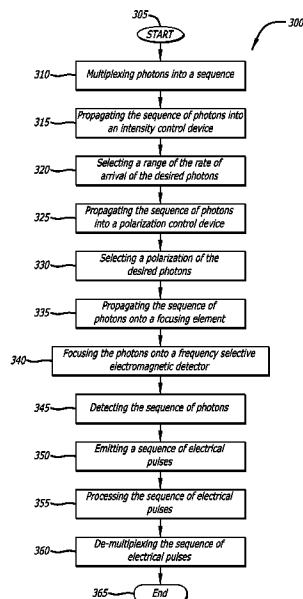 305
START
300
310
Multiplexing photons into a sequence
315
Propagating the sequence of photons into
an intensity control device
320
Selecting a range of the rate of
arrival of the desired photons
325
Propagating the sequence of photons
into a polarization control device
330
Selecting a polarization of the
desired photons
335
Propagating the sequence of
photons onto a focusing element
340
Focusing the photons onto a frequency selective
electromagnetic detector
345
Detecting the sequence of photons
350
Emitting a sequence of electrical
pulses
355
Processing the sequence of electrical
pulses
360
De-multiplexing the sequence of
electrical pulses
365
End